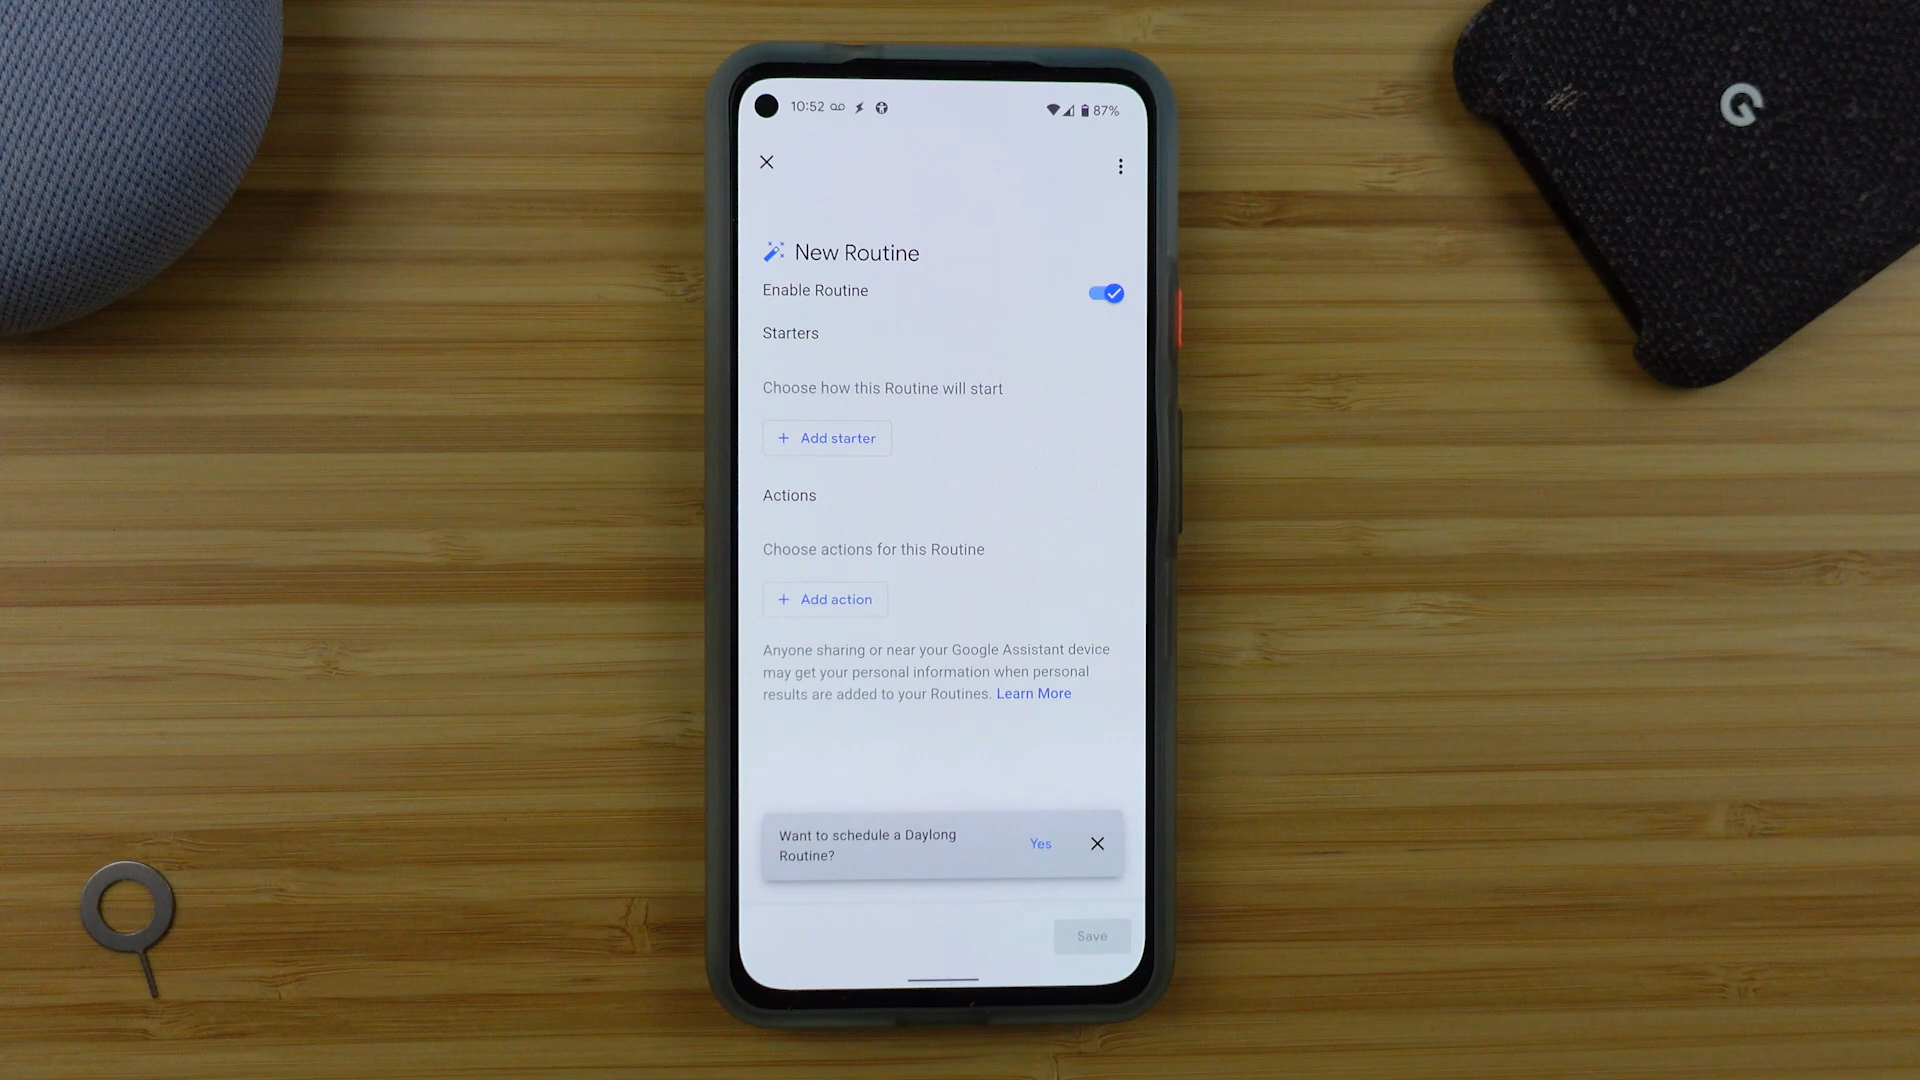 10:52
87%
New Routine
Enable Routine
Starters
Choose how this Routine will start
+ Add starter
Actions
Choose actions for this Routine
+ Add action
Anyone sharing or near your Google Assistant device
may get your personal information when personal
results are added to your Routines. Learn More
Want to schedule a Daylong
Routine?
Yes
Save
G